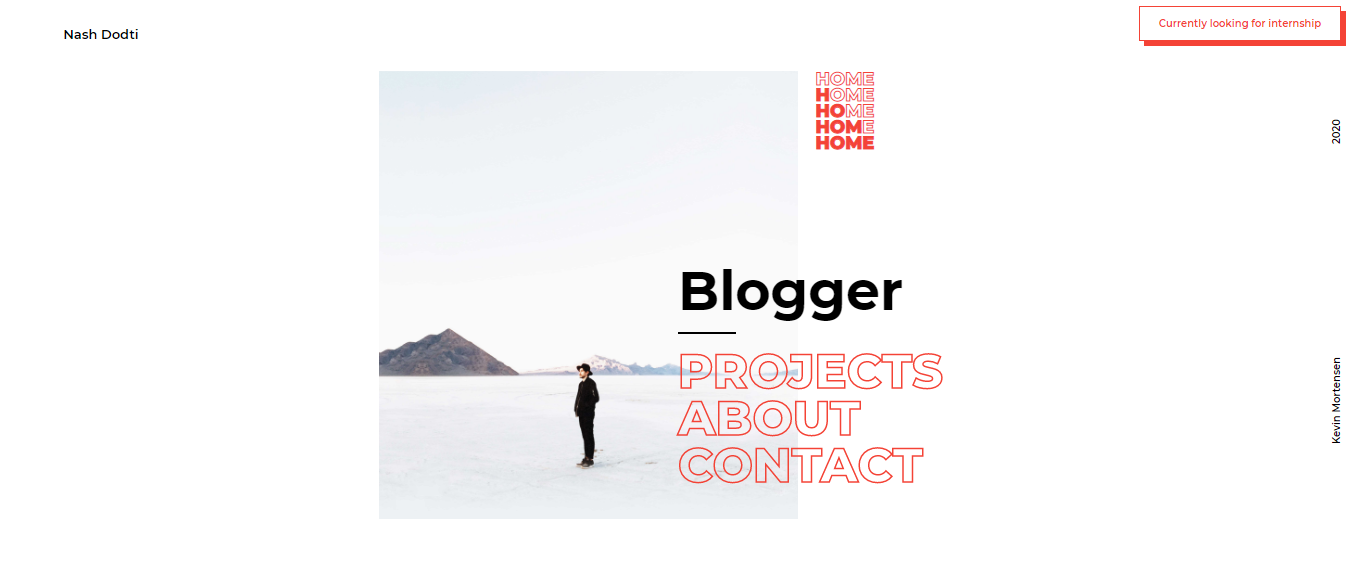 Nash Dodti
Currently looking for internship
HOME
HOME
HOME
HOME
HOME
2020
Blogger
PROJECTS
ABOUT
CONTACT
Kevin Mortensen